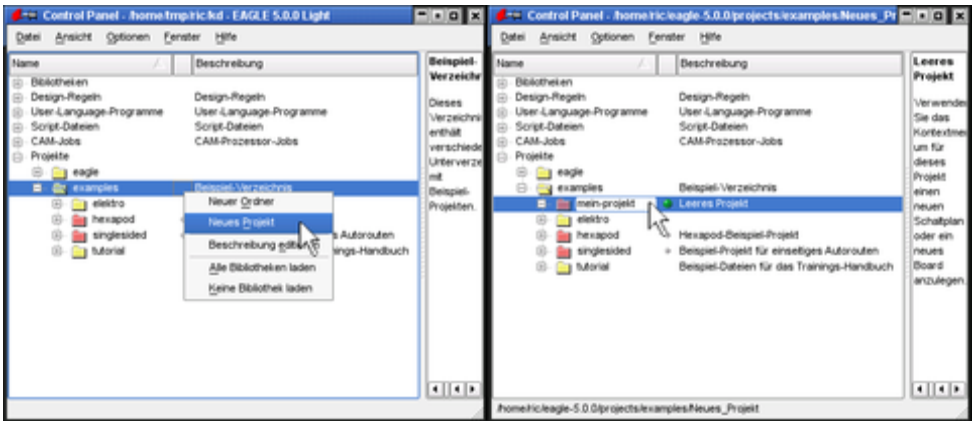 Control Panel - /home/tmp/ric/kd - EAGLE 5.0.0 Light
Datei Ansicht Optionen Fenster Hilfe
Name Beschreibung
Bibliotheken
Design-Regeln Design-Regeln
User-Language-Programme User-Language-Programme
Script-Dateien Script-Dateien
CAM-Jobs CAM-Prozessor-Jobs
Projekte
eagle
examples Beispiel-Verzeichnis
elektro
hexapod
singlesided Autorouten
tutorial ings-Handbuch
Neuer Ordner
Neues Projekt
Beschreibung
Alle Bibliotheken laden
Keine Bibliothek laden
Beispiel-
Verzeichn
Dieses
Verzeichni
enthält
verschiede
Unterverze
mit
Beispiel-
Projekten.
Control Panel - /home/ric/eagle-5.0.0/projects/examples/Neues_Pr
Datei Ansicht Optionen Fenster Hilfe
Name Beschreibung
Bibliotheken
Design-Regeln Design-Regeln
User-Language-Programme User-Language-Programme
Script-Dateien Script-Dateien
CAM-Jobs CAM-Prozessor-Jobs
Projekte
eagle
examples Beispiel-Verzeichnis
mein-projekt Leeres Projekt
elektro
hexapod Hexapod-Beispiel-Projekt
singlesided Beispiel-Projekt für einseitiges Autorouten
tutorial Beispiel-Dateien für das Trainings-Handbuch
Leeres
Projekt
Verwenden
Sie das
Kontextmen
um für
dieses
Projekt
einen
neuen
Schaltplan
oder ein
neues
Board
anzulegen.
/home/ric/eagle-5.0.0/projects/examples/Neues_Projekt